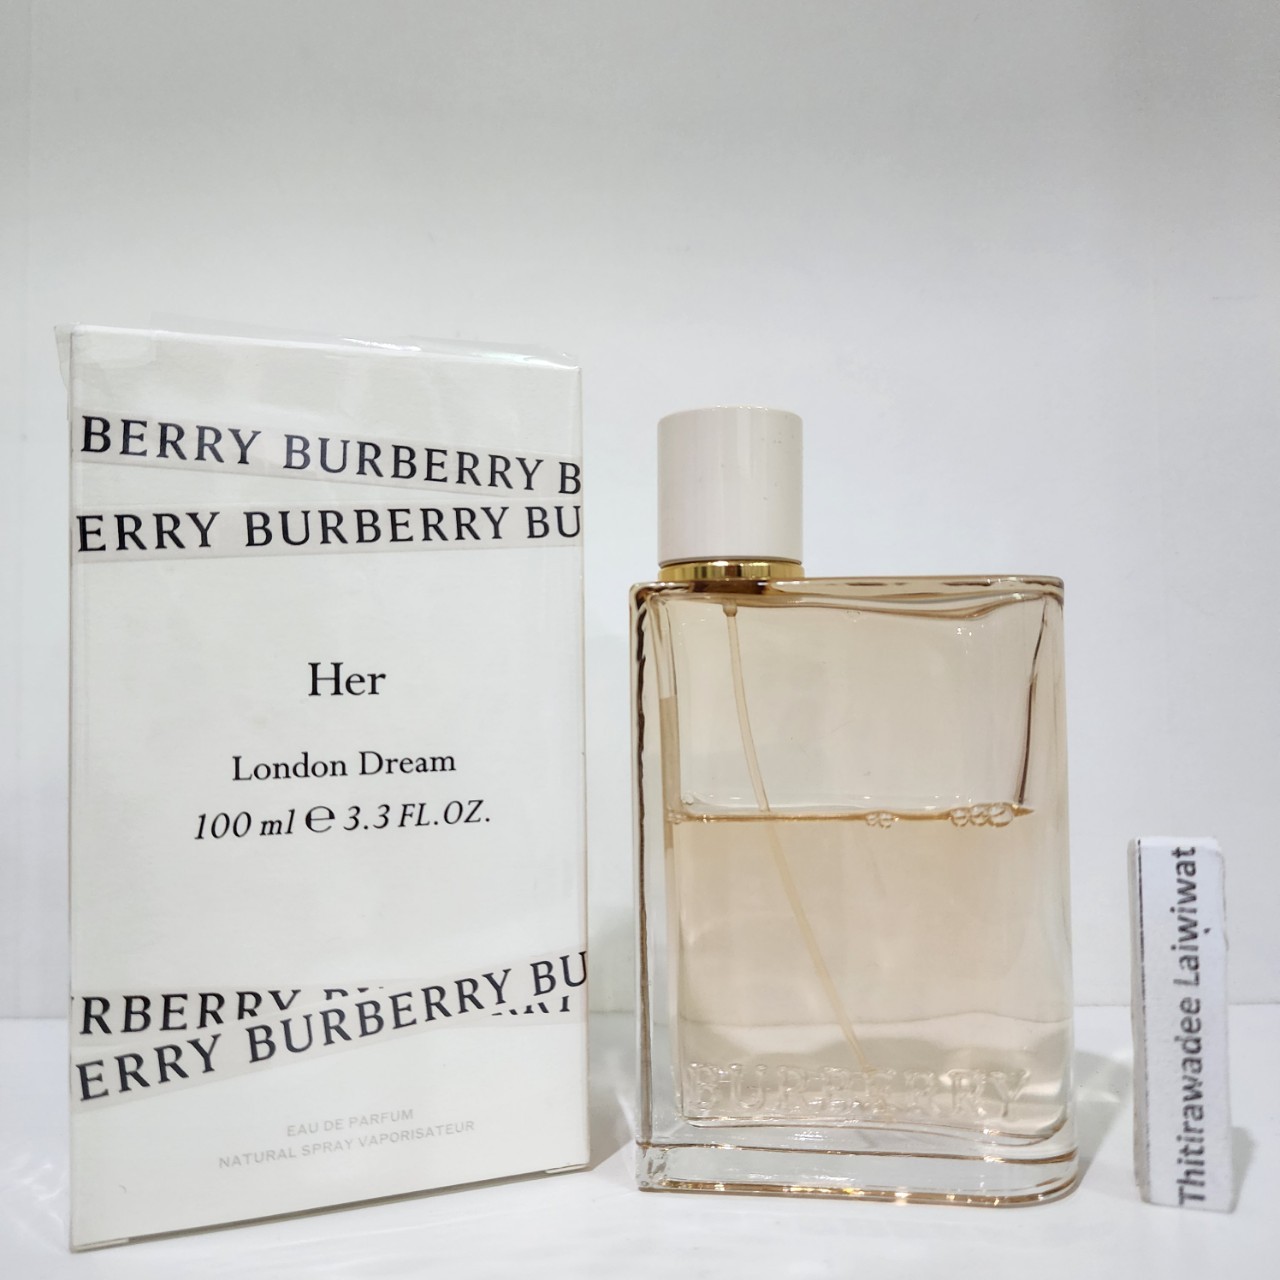 BERRY BURBERRY B
ERRY BURBERRY BU
Her
London Dream
100 ml ℮ 3.3 FL.OZ.
RBERRY
ERRY BURBERRY BU
EAU DE PARFUM
NATURAL SPRAY VAPORISATEUR
BURBERRY
Thitirawadee Laiwiwat